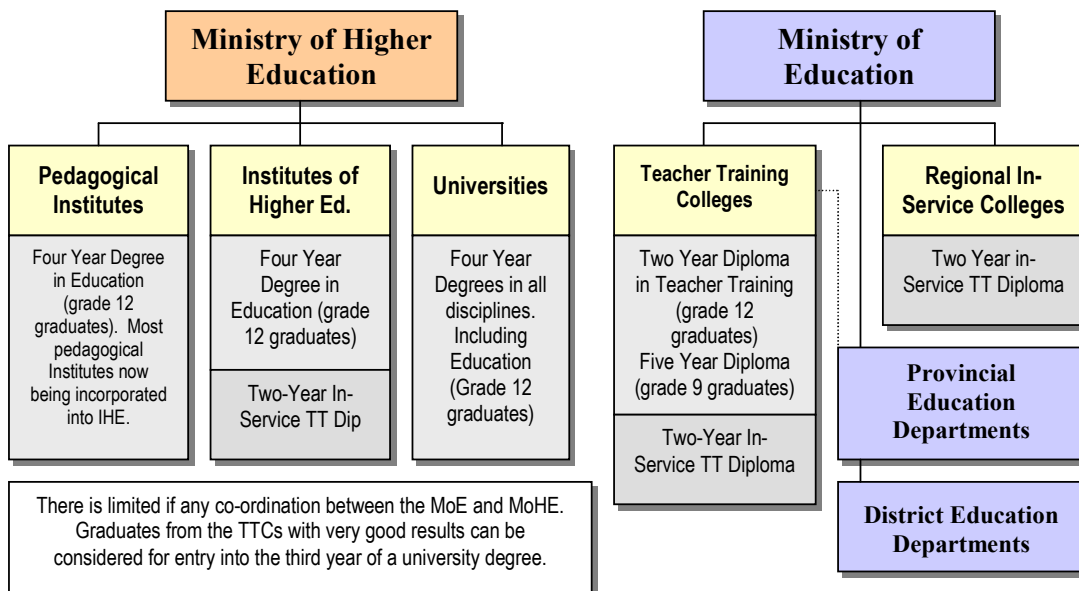 Ministry of Higher
Education
Ministry of
Education
Pedagogical
Institutes
Four Year Degree
in Education
(grade 12
graduates). Most
pedagogical
Institutes now
being incorporated
into IHE.
Institutes of
Higher Ed.
Four Year
Degree in
Education (grade
12 graduates)
Two-Year In-
Service TT Dip
Universities
Four Year
Degrees in all
disciplines.
Including
Education
(Grade 12
graduates)
Teacher Training
Colleges
Two Year Diploma
in Teacher Training
(grade 12
graduates)
Five Year Diploma
(grade 9 graduates)
Two-Year In-
Service TT Diploma
Regional In-
Service Colleges
Two Year in-
Service TT Diploma
Provincial
Education
Departments
District Education
Departments
There is limited if any co-ordination between the MoE and MoHE.
Graduates from the TTCs with very good results can be
considered for entry into the third year of a university degree.